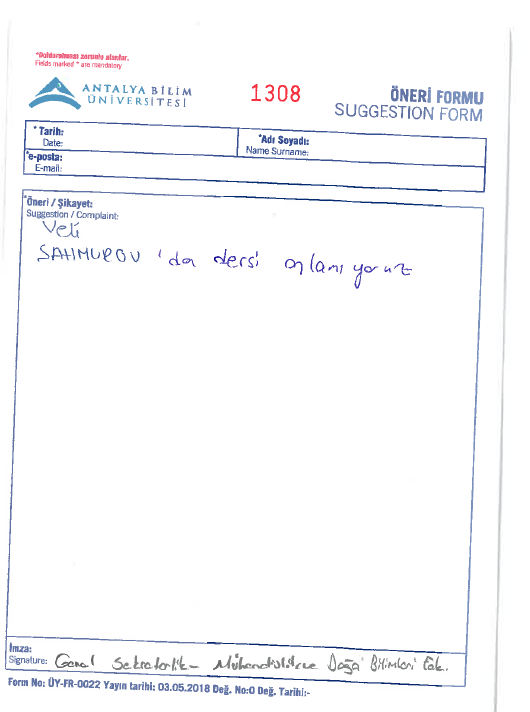 *Doldurulması zorunlu alanlar.
Fields marked * are mandatory
ANTALYA BİLİM
ÜNİVERSİTESİ
1308
ÖNERİ FORMU
SUGGESTION FORM
*Tarih:
Date:
*Adı Soyadı:
Name Surname:
*e-posta:
E-mail:
*Öneri / Şikayet:
Suggestion / Complaint:
Veli
SAHMUROV 'da dersi anlamıyoruz
İmza:
Signature: Genel Sekreterlik - Mühendislik ve Doğa Bilimleri Fak.
Form No: ÜY-FR-0022 Yayın tarihi: 03.05.2018 Değ. No:0 Değ. Tarihi:-